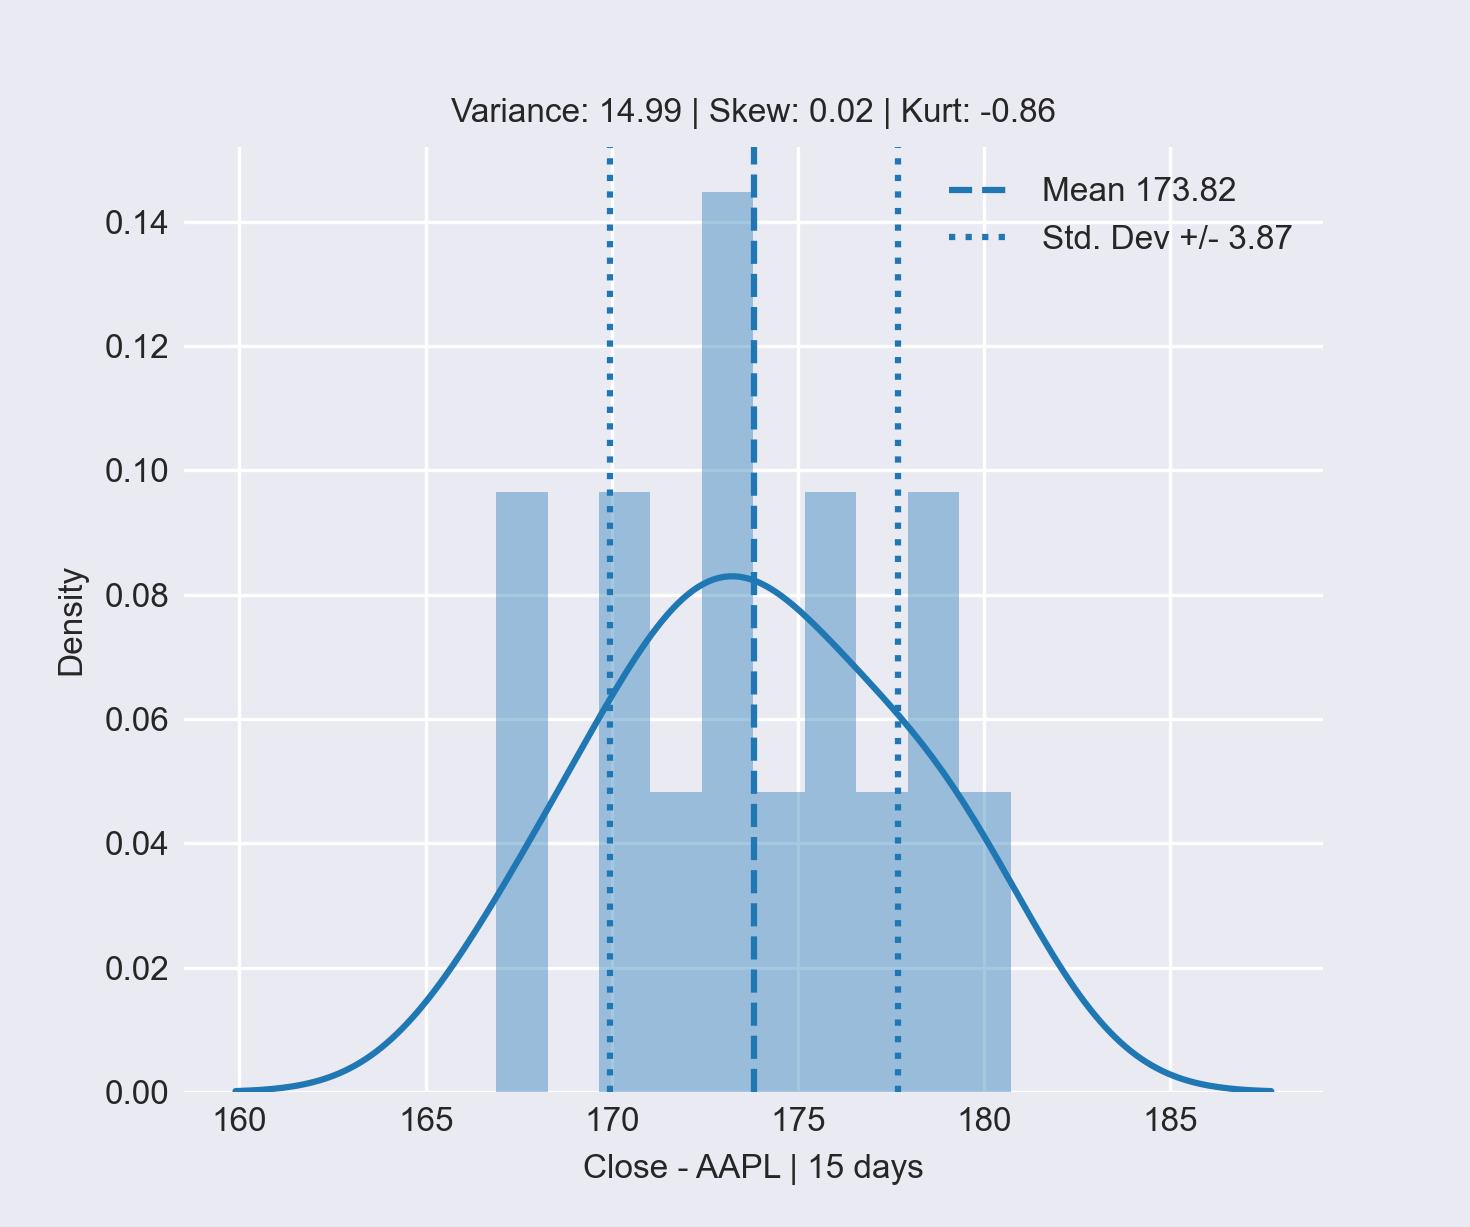 Variance: 14.99 | Skew: 0.02 | Kurt: -0.86
Mean 173.82
Std. Dev +/- 3.87
0.14
0.12
0.10
0.08
0.06
0.04
0.02
0.00
Density
160 165 170 175 180 185
Close - AAPL | 15 days